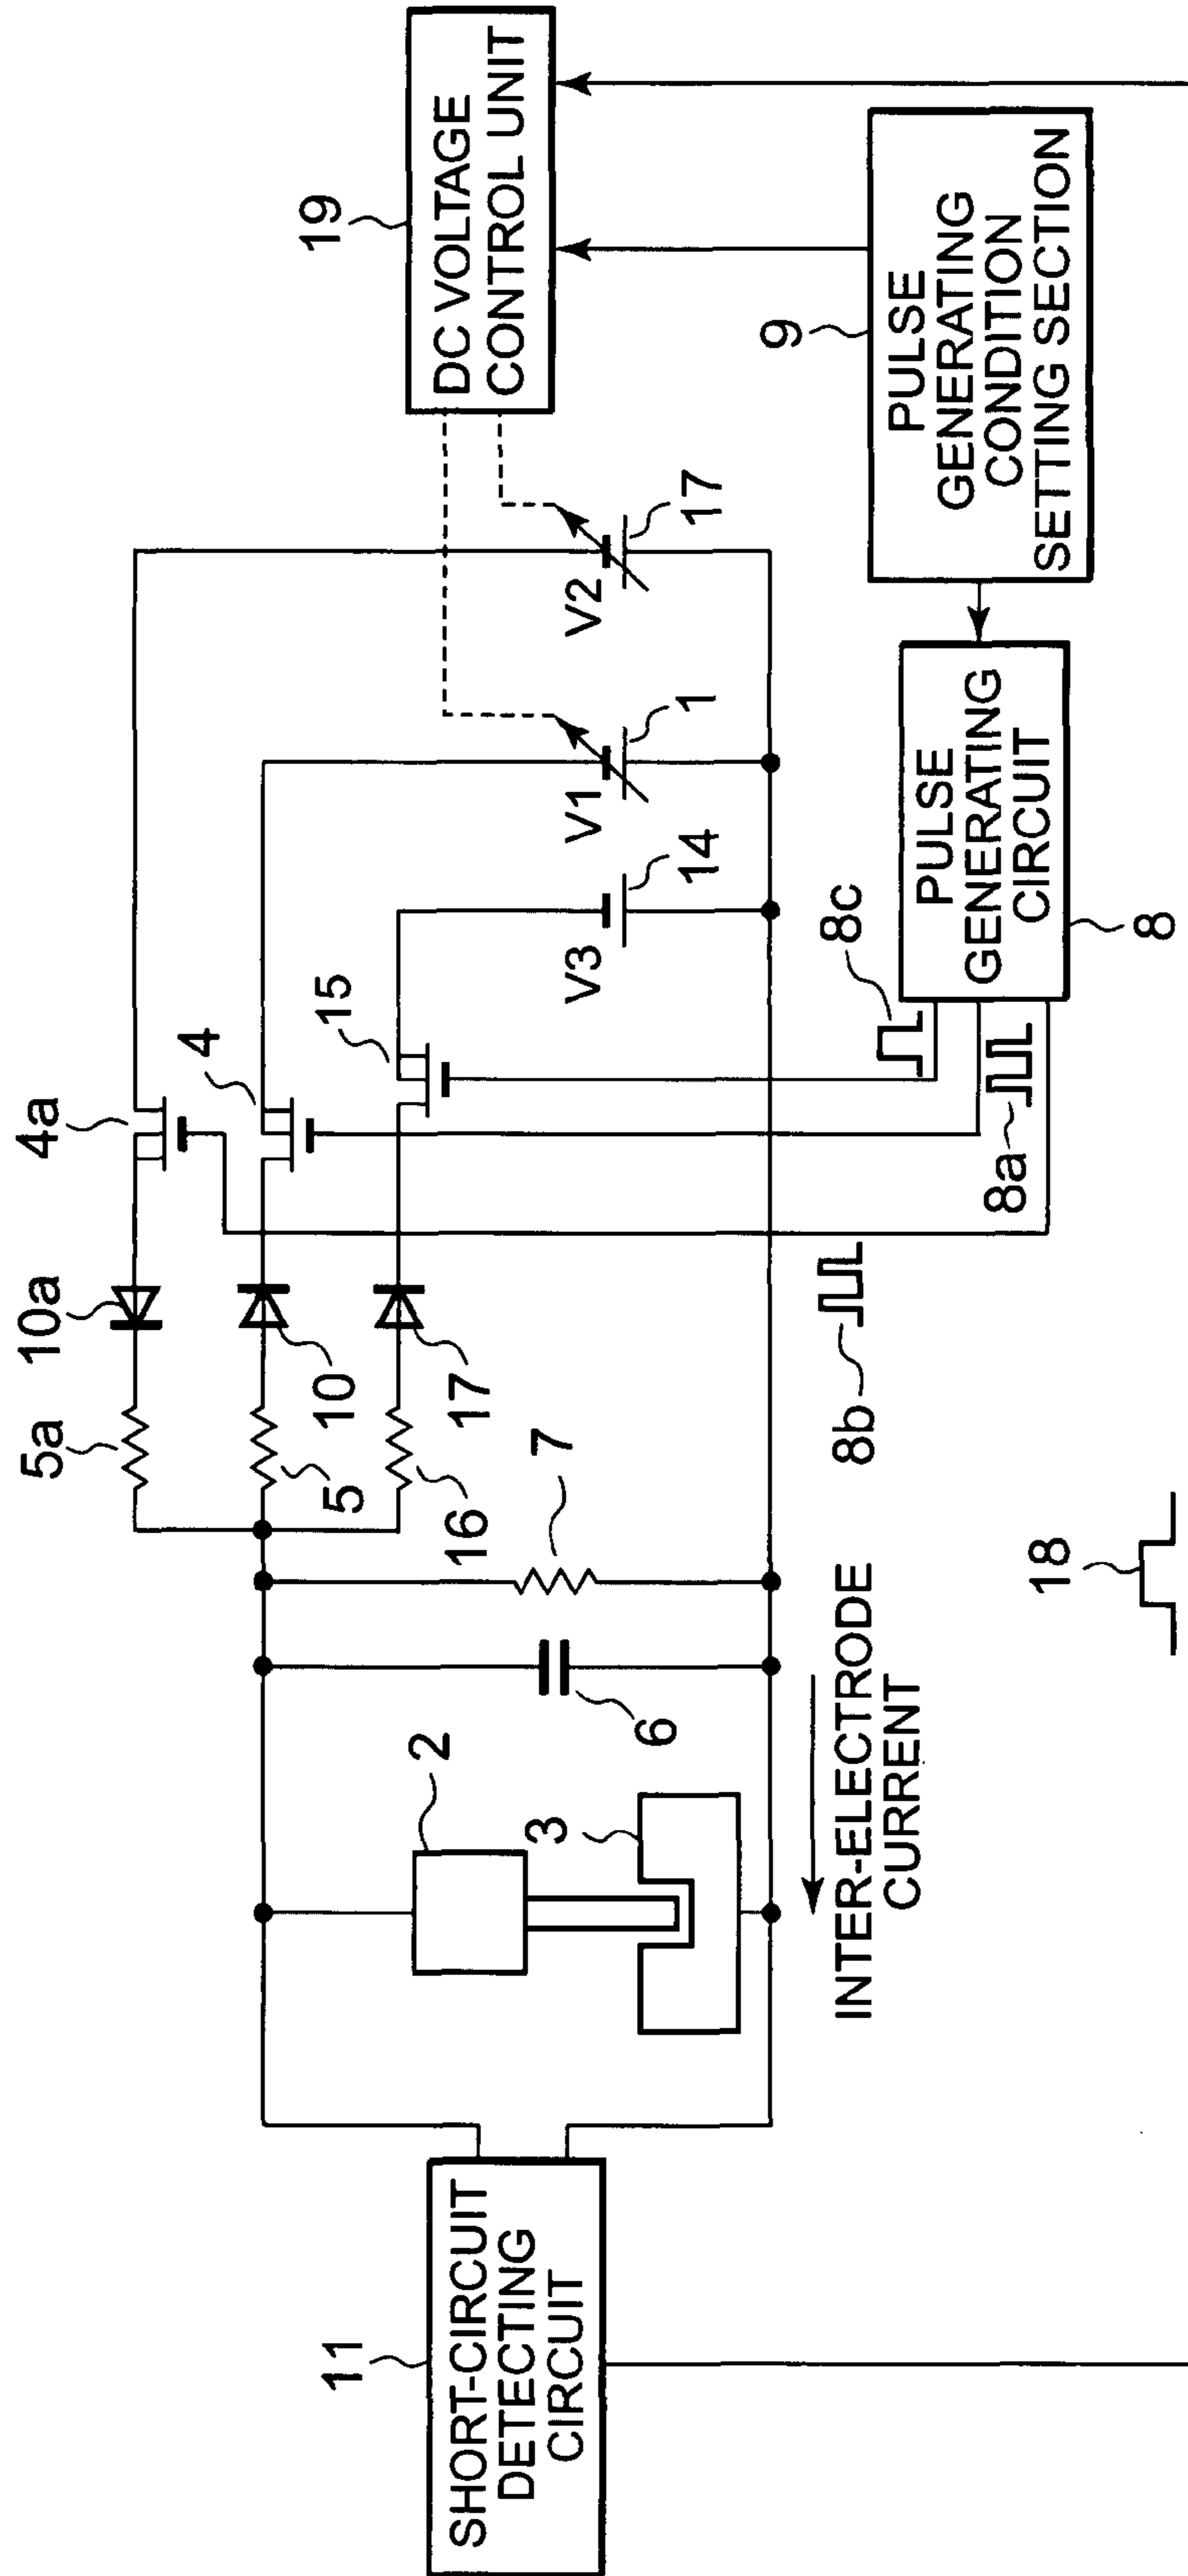 19
DC VOLTAGE
CONTROL UNIT
9
PULSE
GENERATING
CONDITION
SETTING SECTION
PULSE
GENERATING
CIRCUIT
8
8c
8a
8b
V2
17
V1
1
V3
14
4a
4
15
10a
10
17
5a
5
16
7
6
2
3
INTER-ELECTRODE
CURRENT
18
11
SHORT-CIRCUIT
DETECTING
CIRCUIT